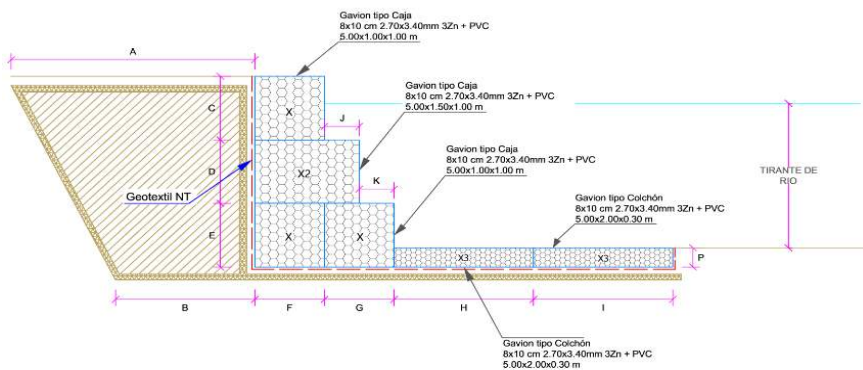 Gavion tipo Caja
8x10 cm 2.70x3.40mm 3Zn + PVC
5.00x1.00x1.00 m
A
Gavion tipo Caja
8x10 cm 2.70x3.40mm 3Zn + PVC
5.00x1.50x1.00 m
C
X
J
Gavion tipo Caja
8x10 cm 2.70x3.40mm 3Zn + PVC
5.00x1.00x1.00 m
D
X2
K
TIRANTE DE
RIO
Geotextil NT
Gavion tipo Colchón
8x10 cm 2.70x3.40mm 3Zn + PVC
5.00x2.00x0.30 m
E
X
X
X3
X3
P
B
F
G
H
I
Gavion tipo Colchón
8x10 cm 2.70x3.40mm 3Zn + PVC
5.00x2.00x0.30 m